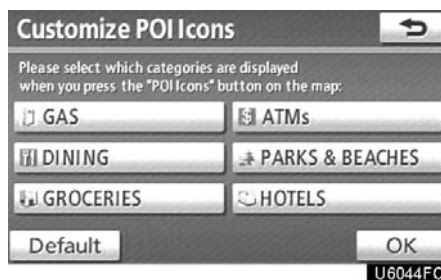 Customize POI Icons
Please select which categories are displayed
when you press the "POI Icons" button on the map:
GAS
ATMs
DINING
PARKS & BEACHES
GROCERIES
HOTELS
Default
OK
U6044FC